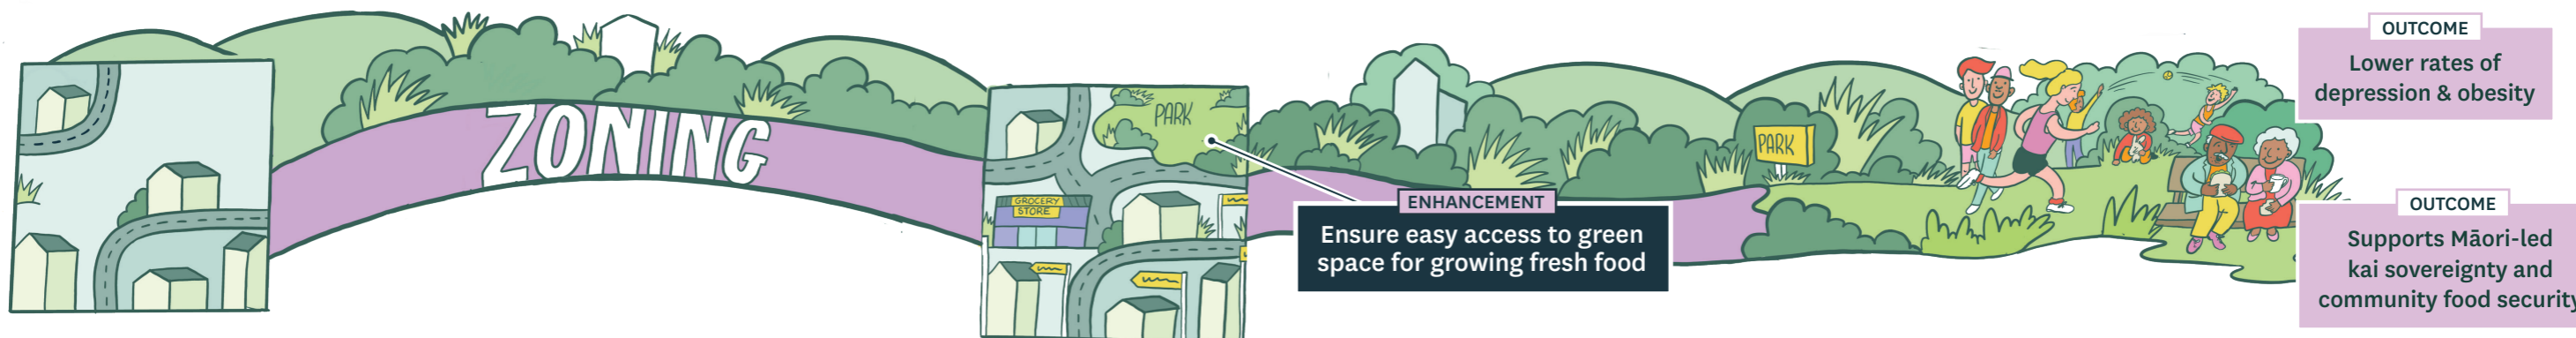 ZONING
PARK
GROCERY
STORE
ENHANCEMENT
Ensure easy access to green
space for growing fresh food
PARK
OUTCOME
Lower rates of
depression & obesity
OUTCOME
Supports Māori-led
kai sovereignty and
community food security